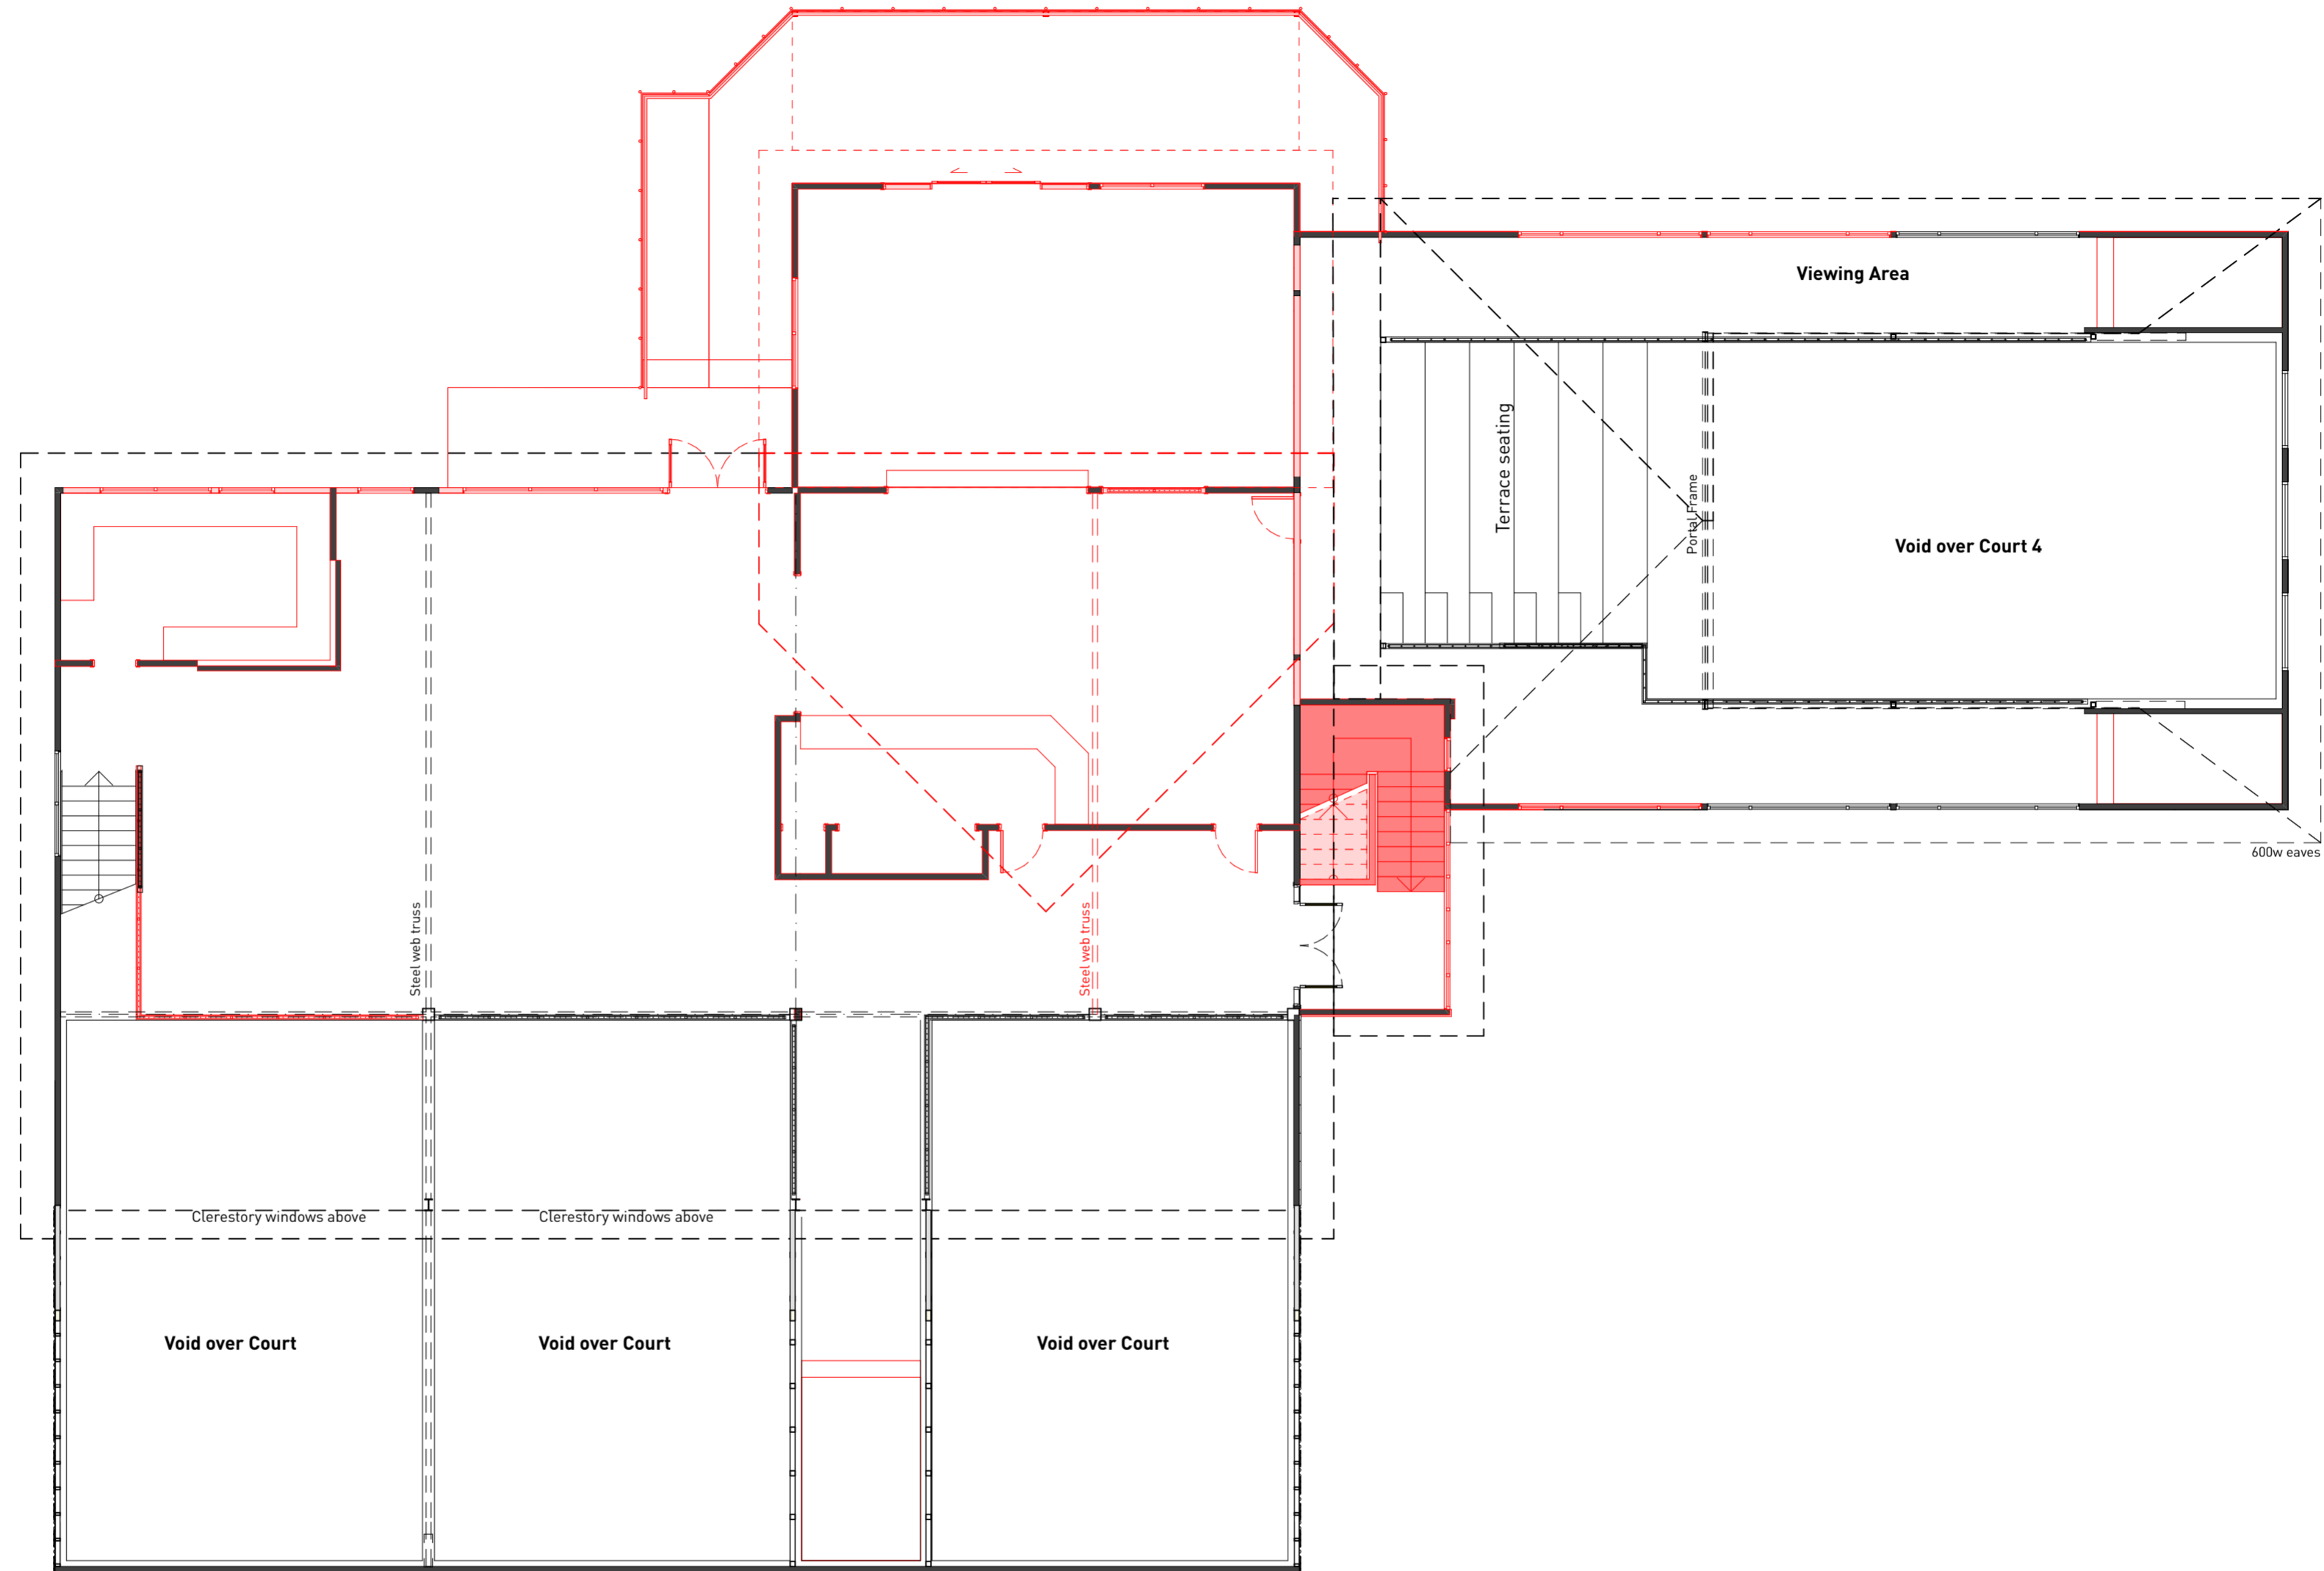 Viewing Area
Terrace seating
Portal Frame
Void over Court 4
600w eaves
Steel web truss
Steel web truss
Clerestory windows above
Clerestory windows above
Void over Court
Void over Court
Void over Court